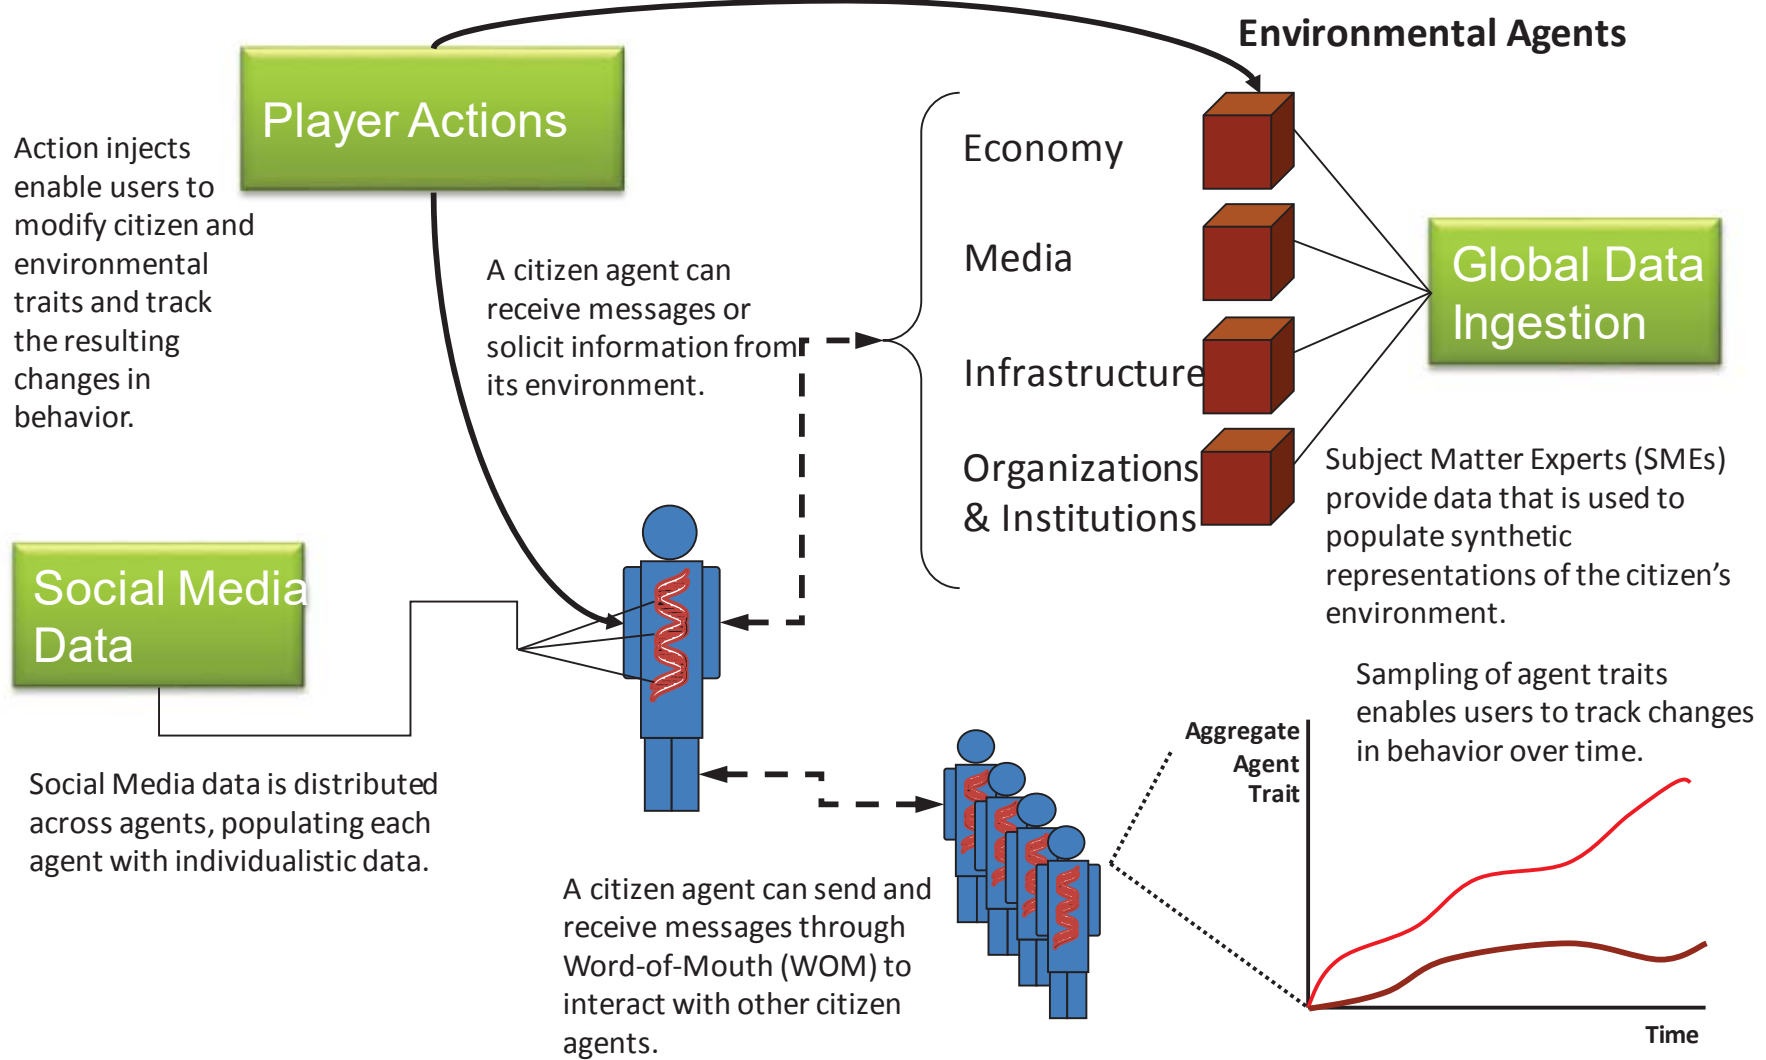 Environmental Agents
Player Actions
Action injects
enable users to
modify citizen and
environmental
traits and track
the resulting
changes in
behavior.
A citizen agent can
receive messages or
solicit information from
its environment.
Economy
Media
Infrastructure
Organizations
& Institutions
Global Data
Ingestion
Subject Matter Experts (SMEs)
provide data that is used to
populate synthetic
representations of the citizen’s
environment.
Social Media
Data
Social Media data is distributed
across agents, populating each
agent with individualistic data.
A citizen agent can send and
receive messages through
Word-of-Mouth (WOM) to
interact with other citizen
agents.
Sampling of agent traits
enables users to track changes
in behavior over time.
Aggregate
Agent
Trait
Time